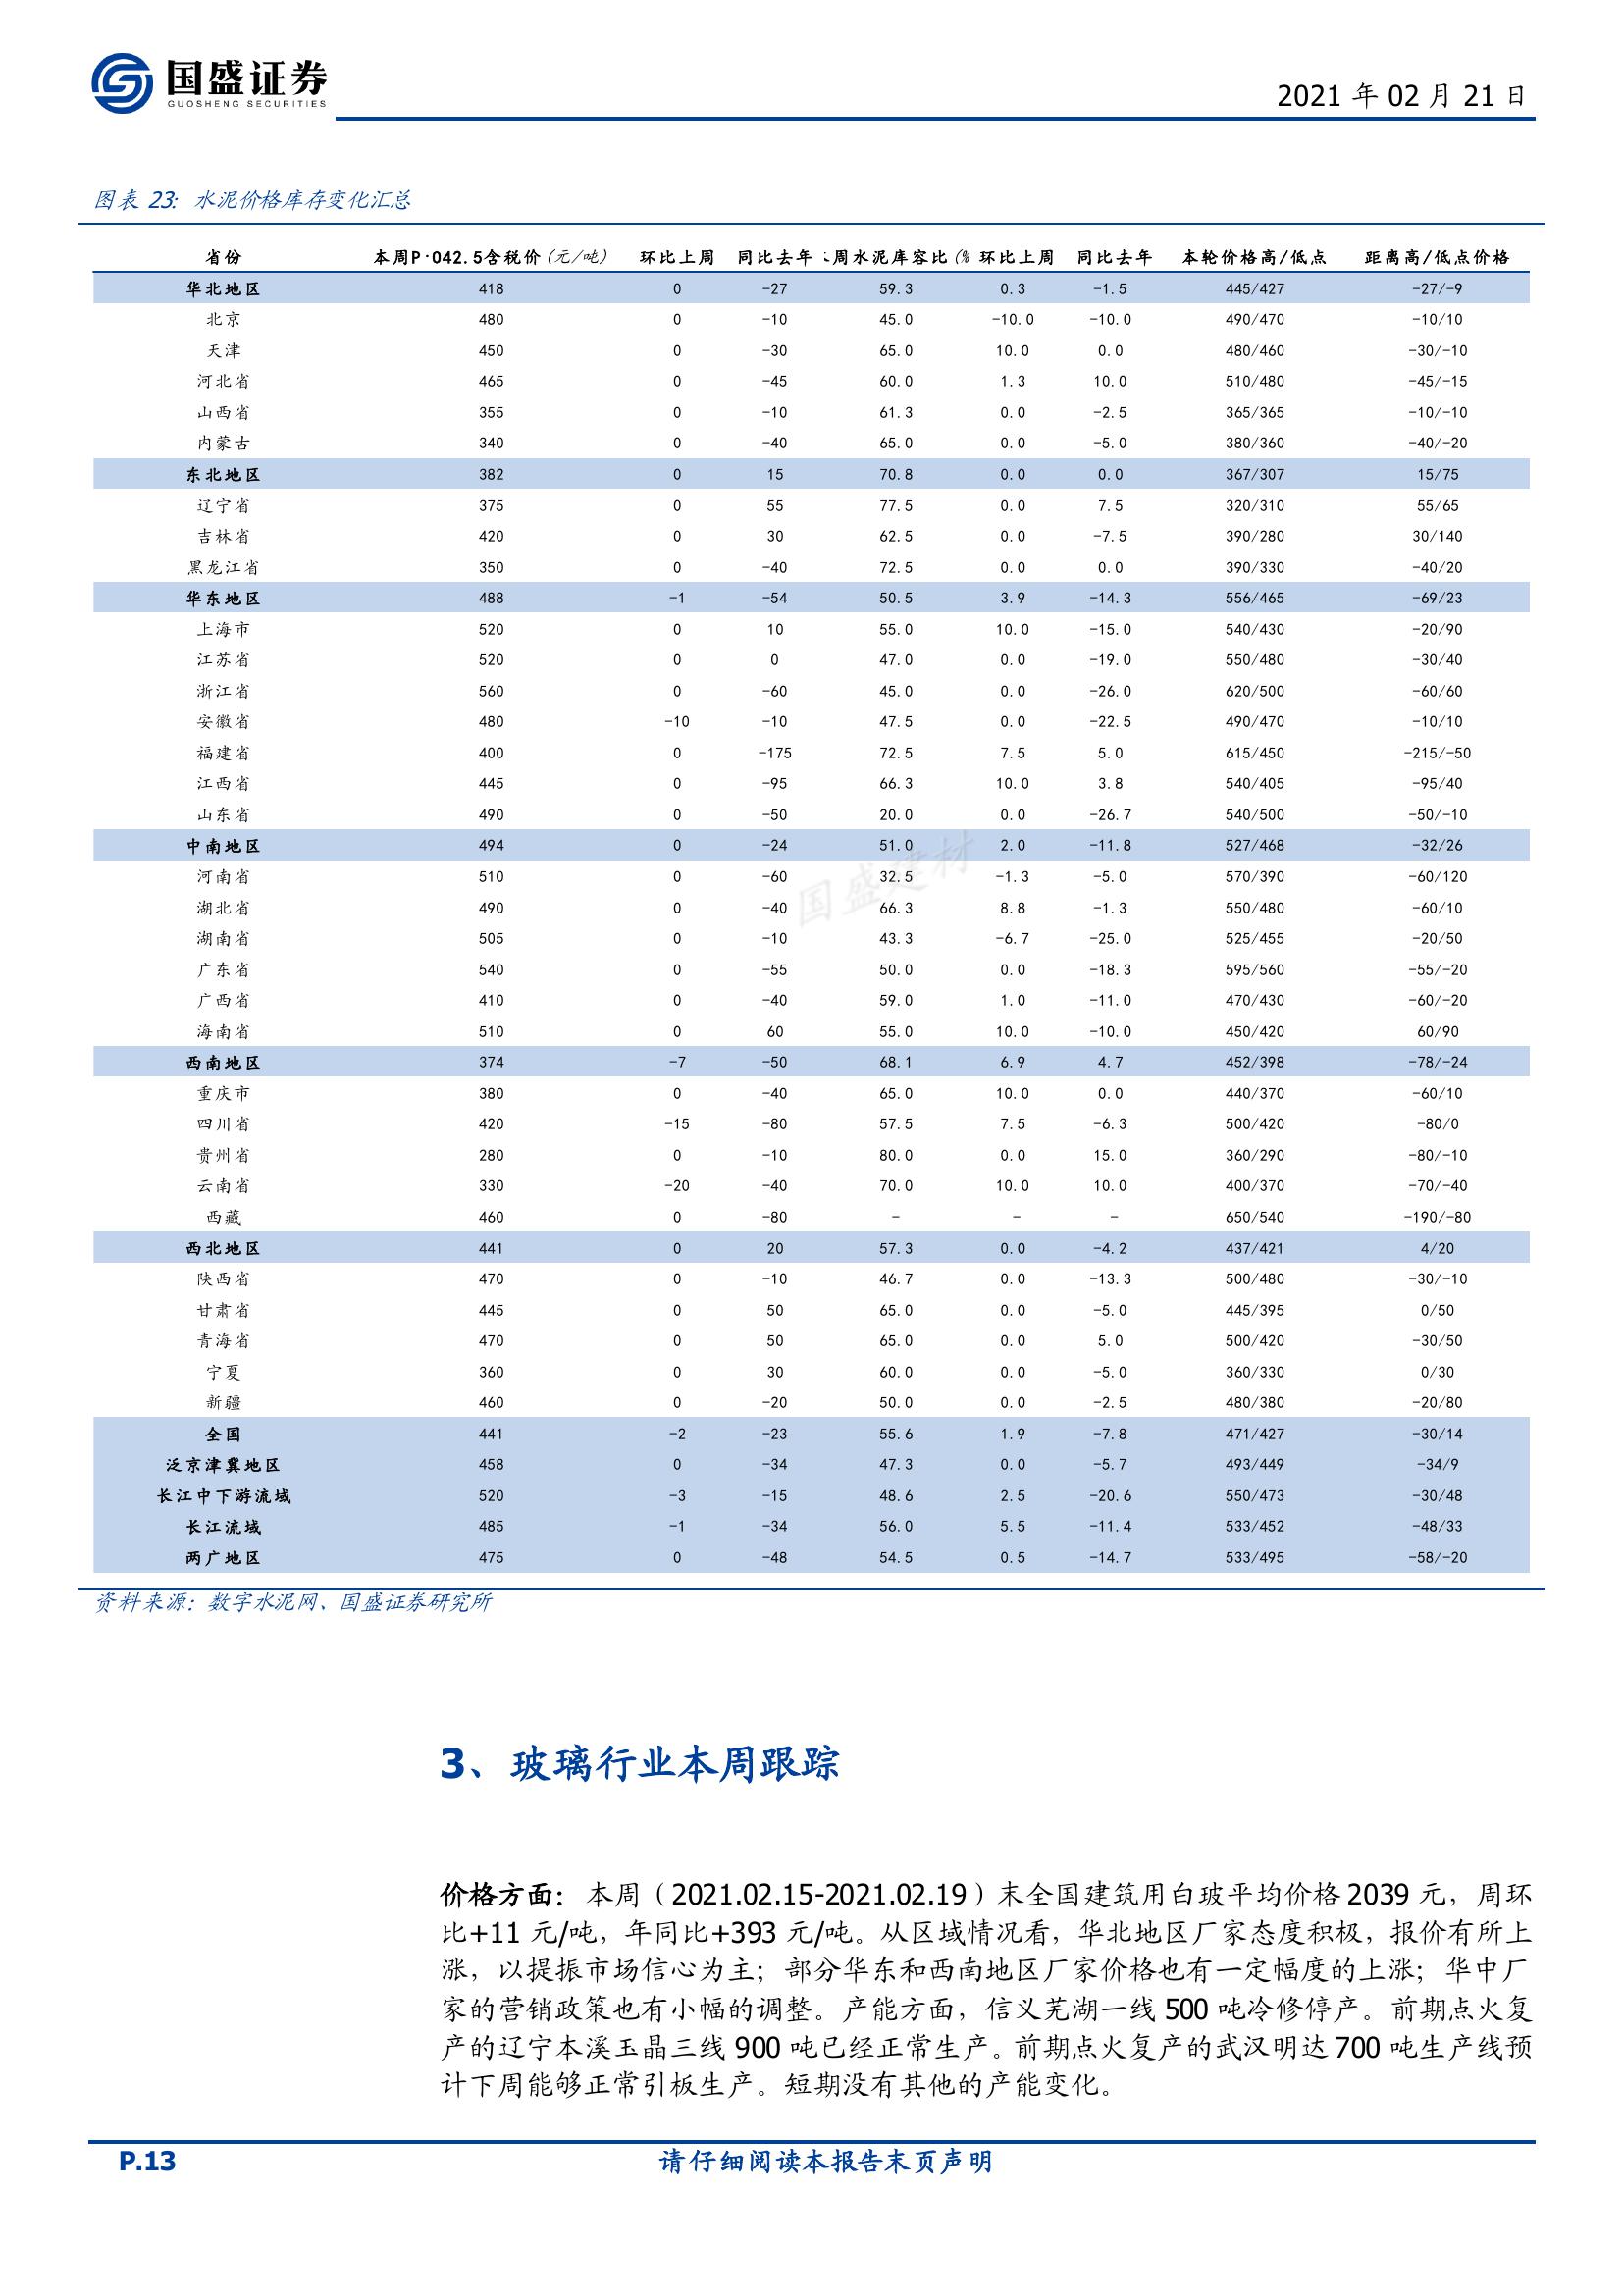 国盛证券
GUOSHENG SECURITIES
2021 年 02 月 21 日
图表 23: 水泥价格库存变化汇总
省份 本周P·O42.5含税价(元/吨) 环比上周 同比去年 周水泥库容比(% 环比上周 同比去年 本轮价格高/低点 距离高/低点价格
华北地区 418 0 -27 59.3 0.3 -1.5 445/427 -27/-9
北京 480 0 -10 45.0 -10.0 -10.0 490/470 -10/10
天津 450 0 -30 65.0 10.0 0.0 480/460 -30/-10
河北省 465 0 -45 60.0 1.3 10.0 510/480 -45/-15
山西省 355 0 -10 61.3 0.0 -2.5 365/365 -10/-10
内蒙古 340 0 -40 65.0 0.0 -5.0 380/360 -40/-20
东北地区 382 0 15 70.8 0.0 0.0 367/307 15/75
辽宁省 375 0 55 77.5 0.0 7.5 320/310 55/65
吉林省 420 0 30 62.5 0.0 -7.5 390/280 30/140
黑龙江省 350 0 -40 72.5 0.0 0.0 390/330 -40/20
华东地区 488 -1 -54 50.5 3.9 -14.3 556/465 -69/23
上海市 520 0 10 55.0 10.0 -15.0 540/430 -20/90
江苏省 520 0 0 47.0 0.0 -19.0 550/480 -30/40
浙江省 560 0 -60 45.0 0.0 -26.0 620/500 -60/60
安徽省 480 -10 -10 47.5 0.0 -22.5 490/470 -10/10
福建省 400 0 -175 72.5 7.5 5.0 615/450 -215/-50
江西省 445 0 -95 66.3 10.0 3.8 540/405 -95/40
山东省 490 0 -50 20.0 0.0 -26.7 540/500 -50/-10
中南地区 494 0 -24 51.0 2.0 -11.8 527/468 -32/26
河南省 510 0 -60 32.5 -1.3 -5.0 570/390 -60/120
湖北省 490 0 -40 66.3 8.8 -1.3 550/480 -60/10
湖南省 505 0 -10 43.3 -6.7 -25.0 525/455 -20/50
广东省 540 0 -55 50.0 0.0 -18.3 595/560 -55/-20
广西省 410 0 -40 59.0 1.0 -11.0 470/430 -60/-20
海南省 510 0 60 55.0 10.0 -10.0 450/420 60/90
西南地区 374 -7 -50 68.1 6.9 4.7 452/398 -78/-24
重庆市 380 0 -40 65.0 10.0 0.0 440/370 -60/10
四川省 420 -15 -80 57.5 7.5 -6.3 500/420 -80/0
贵州省 280 0 -10 80.0 0.0 15.0 360/290 -80/-10
云南省 330 -20 -40 70.0 10.0 10.0 400/370 -70/-40
西藏 460 0 -80 - - - 650/540 -190/-80
西北地区 441 0 20 57.3 0.0 -4.2 437/421 4/20
陕西省 470 0 -10 46.7 0.0 -13.3 500/480 -30/-10
甘肃省 445 0 50 65.0 0.0 -5.0 445/395 0/50
青海省 470 0 50 65.0 0.0 5.0 500/420 -30/50
宁夏 360 0 30 60.0 0.0 -5.0 360/330 0/30
新疆 460 0 -20 50.0 0.0 -2.5 480/380 -20/80
全国 441 -2 -23 55.6 1.9 -7.8 471/427 -30/14
泛京津冀地区 458 0 -34 47.3 0.0 -5.7 493/449 -34/9
长江中下游流域 520 -3 -15 48.6 2.5 -20.6 550/473 -30/48
长江流域 485 -1 -34 56.0 5.5 -11.4 533/452 -48/33
两广地区 475 0 -48 54.5 0.5 -14.7 533/495 -58/-20
国盛建材
资料来源：数字水泥网、国盛证券研究所
3、玻璃行业本周跟踪
价格方面：本周（2021.02.15-2021.02.19）末全国建筑用白玻平均价格 2039 元，周环
比+11 元/吨，年同比+393 元/吨。从区域情况看，华北地区厂家态度积极，报价有所上
涨，以提振市场信心为主；部分华东和西南地区厂家价格也有一定幅度的上涨；华中厂
家的营销政策也有小幅的调整。产能方面，信义芜湖一线 500 吨冷修停产。前期点火复
产的辽宁本溪玉晶三线 900 吨已经正常生产。前期点火复产的武汉明达 700 吨生产线预
计下周能够正常引板生产。短期没有其他的产能变化。
P.13 请仔细阅读本报告末页声明